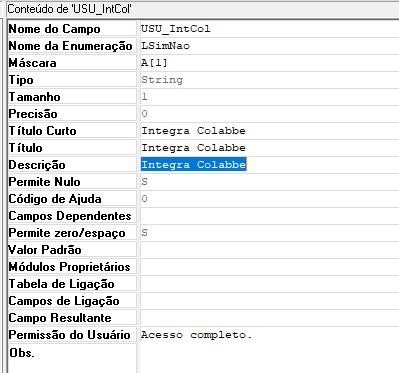 Conteúdo de 'USU_IntCol'
Nome do Campo USU_IntCol
Nome da Enumeração LSimNao
Máscara A[1]
Tipo String
Tamanho 1
Precisão 0
Título Curto Integra Colabbe
Título Integra Colabbe
Descrição Integra Colabbe
Permite Nulo S
Código de Ajuda 0
Campos Dependentes
Permite zero/espaço S
Valor Padrão
Módulos Proprietários
Tabela de Ligação
Campos de Ligação
Campo Resultante
Permissão do Usuário Acesso completo.
Obs.